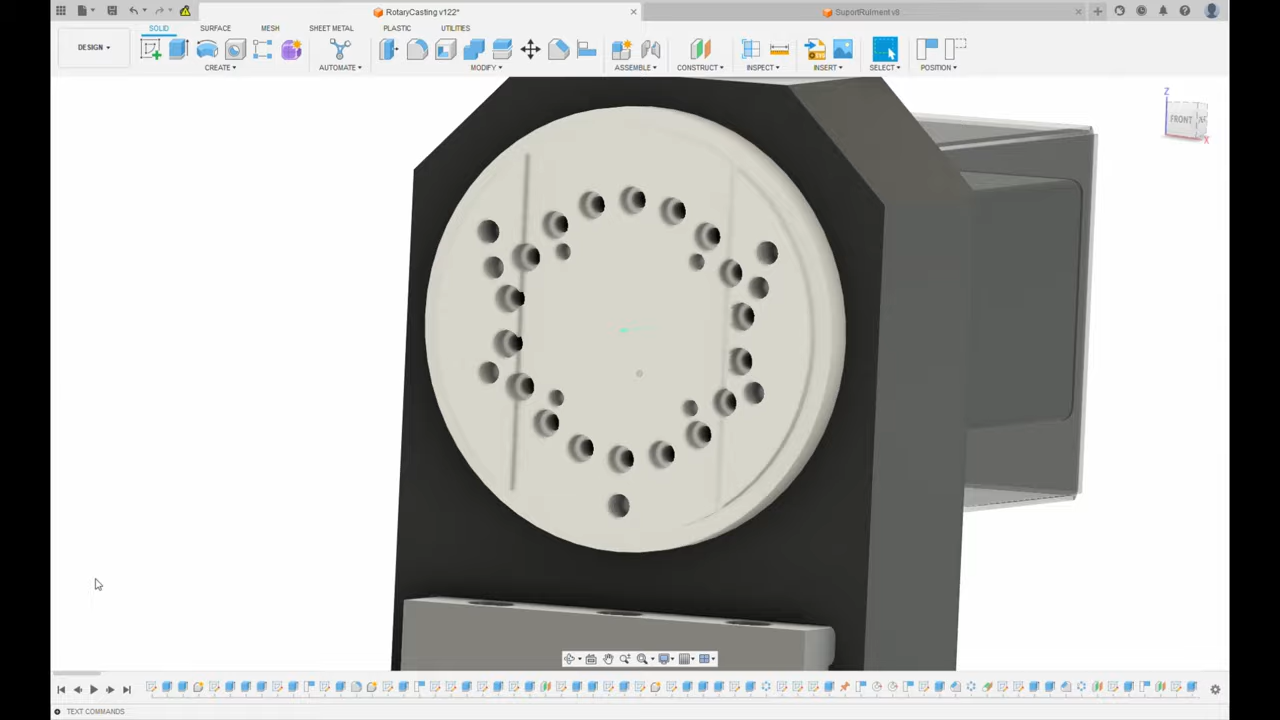 RotaryCasting v122*
SuportRulment v8
DESIGN
SOLID SURFACE MESH SHEET METAL PLASTIC UTILITIES
CREATE AUTOMATE MODIFY ASSEMBLE CONSTRUCT INSPECT INSERT SELECT POSITION
Z
FRONT
X
TEXT COMMANDS